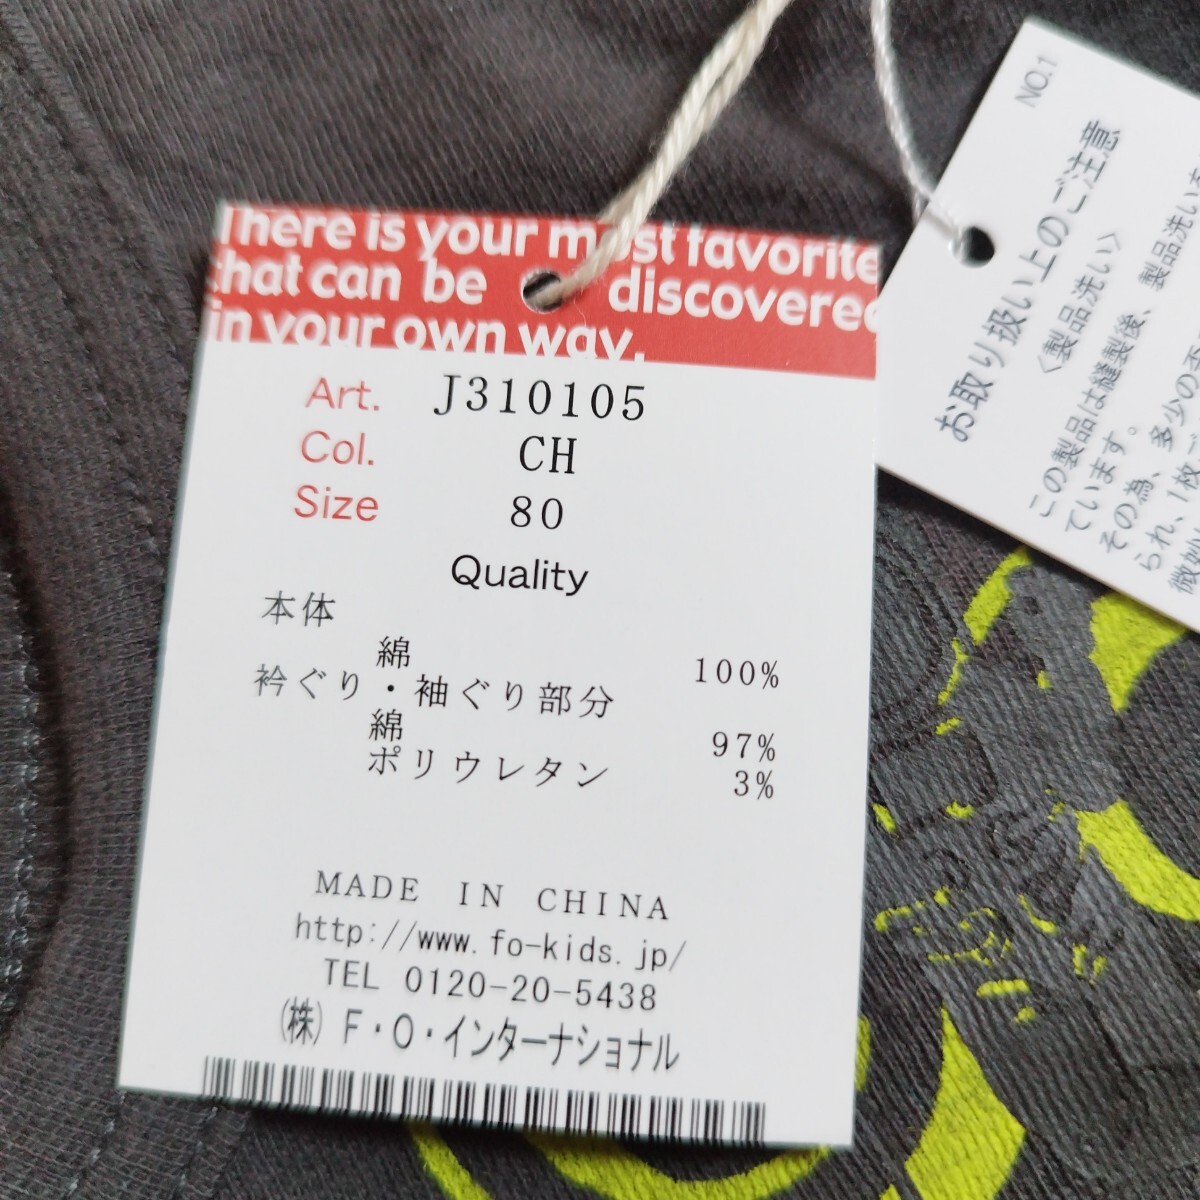 There is your most favorite
that can be discovered
in your own way.
Art. J310105
Col. CH
Size 80
Quality
本体
綿 100%
衿ぐり・袖ぐり部分
綿 97%
ポリウレタン 3%
MADE IN CHINA
http://www.fo-kids.jp/
TEL 0120-20-5438
(株) F・O・インターナショナル
NO.1
お取り扱い上のご注意
〈製品洗い〉
この製品は縫製後、製品洗いを
ています。
その為、多少の
られ、1枚